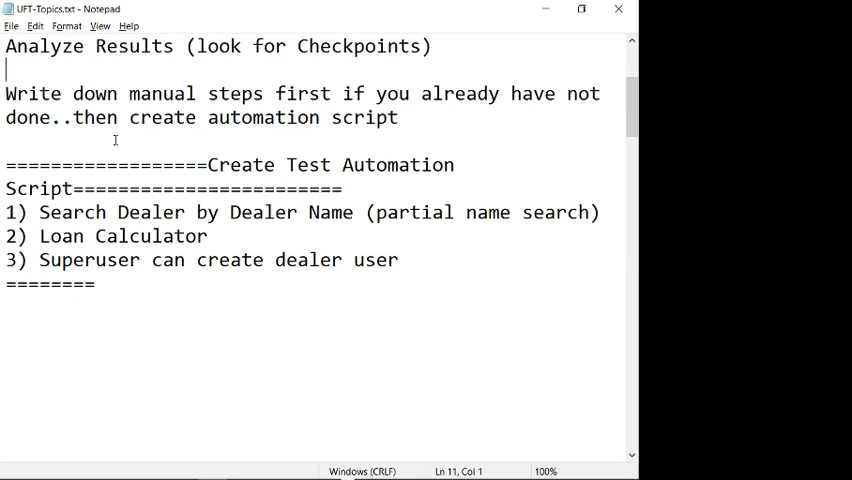 UFT-Topics.txt - Notepad
File Edit Format View Help
Analyze Results (look for Checkpoints)
Write down manual steps first if you already have not
done..then create automation script
==================Create Test Automation
Script========================
1) Search Dealer by Dealer Name (partial name search)
2) Loan Calculator
3) Superuser can create dealer user
========
Windows (CRLF) Ln 11, Col 1 100%